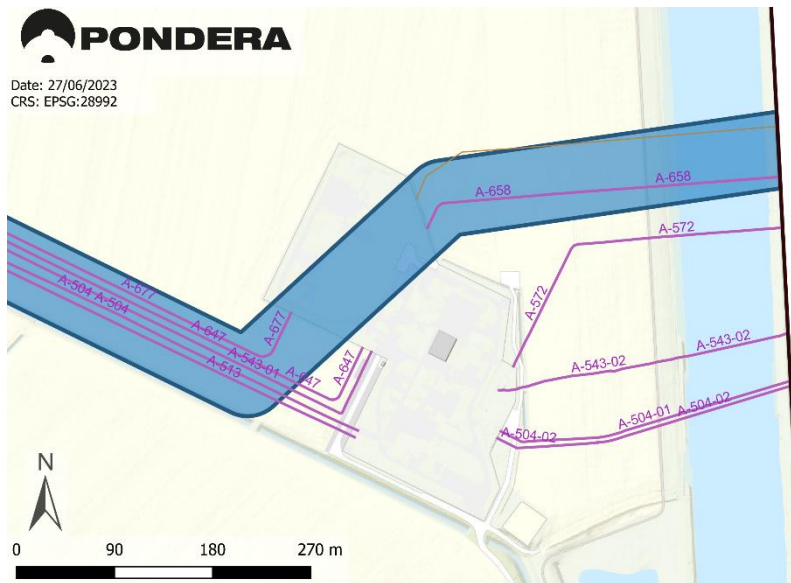 PONDERA
Date: 27/06/2023
CRS: EPSG:28992
A-658
A-658
A-572
A-572
A-677
A-504
A-504
A-647
A-677
A-543-01
A-513
A-647
A-647
A-543-02
A-543-02
A-504-01
A-504-02
A-504-02
N
0 90 180 270 m